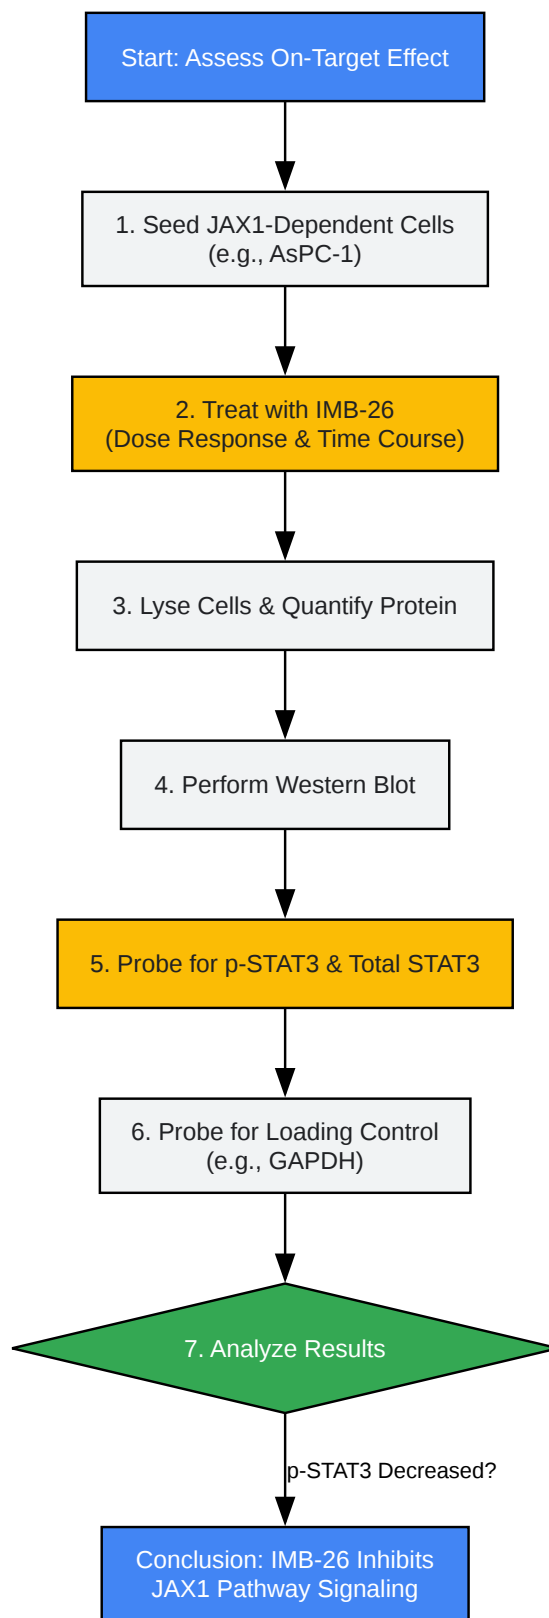 Start: Assess On-Target Effect
1. Seed JAX1-Dependent Cells
(e.g., AsPC-1)
2. Treat with IMB-26
(Dose Response & Time Course)
3. Lyse Cells & Quantify Protein
4. Perform Western Blot
5. Probe for p-STAT3 & Total STAT3
6. Probe for Loading Control
(e.g., GAPDH)
7. Analyze Results
p-STAT3 Decreased?
Conclusion: IMB-26 Inhibits
JAX1 Pathway Signaling